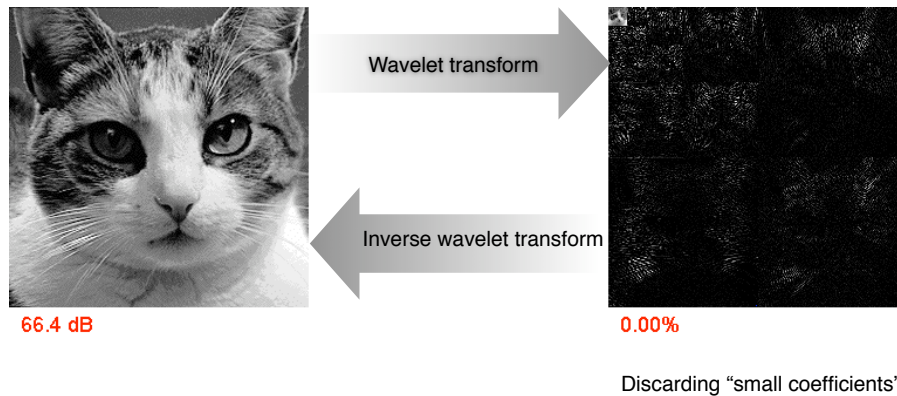 Wavelet transform
Inverse wavelet transform
66.4 dB
0.00%
Discarding “small coefficients”